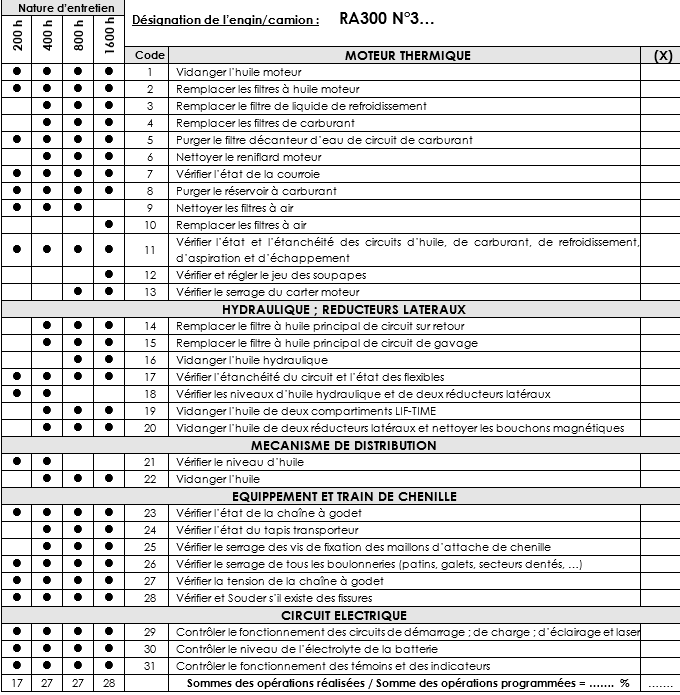 Nature d'entretien
200 h
400 h
800 h
1600 h
Désignation de l'engin/camion : RA300 N°3…
Code MOTEUR THERMIQUE (X)
● ● ● ● 1 Vidanger l'huile moteur
● ● ● ● 2 Remplacer les filtres à huile moteur
● ● ● 3 Remplacer le filtre de liquide de refroidissement
● ● ● 4 Remplacer les filtres de carburant
● ● ● ● 5 Purger le filtre décanteur d'eau de circuit de carburant
● ● ● 6 Nettoyer le reniflard moteur
● ● ● ● 7 Vérifier l'état de la courroie
● ● ● ● 8 Purger le réservoir à carburant
● ● ● 9 Nettoyer les filtres à air
● 10 Remplacer les filtres à air
● ● ● ● 11 Vérifier l'état et l'étanchéité des circuits d'huile, de carburant, de refroidissement,
d'aspiration et d'échappement
● 12 Vérifier et régler le jeu des soupapes
● ● 13 Vérifier le serrage du carter moteur
HYDRAULIQUE ; REDUCTEURS LATERAUX
● ● ● 14 Remplacer le filtre à huile principal de circuit sur retour
● ● ● 15 Remplacer le filtre à huile principal de circuit de gavage
● ● 16 Vidanger l'huile hydraulique
● ● ● ● 17 Vérifier l'étanchéité du circuit et l'état des flexibles
● ● 18 Vérifier les niveaux d'huile hydraulique et de deux réducteurs latéraux
● ● ● 19 Vidanger l'huile de deux compartiments LIF-TIME
● ● ● 20 Vidanger l'huile de deux réducteurs latéraux et nettoyer les bouchons magnétiques
MECANISME DE DISTRIBUTION
● ● 21 Vérifier le niveau d'huile
● ● ● 22 Vidanger l'huile
EQUIPPEMENT ET TRAIN DE CHENILLE
● ● ● ● 23 Vérifier l'état de la chaîne à godet
● ● ● 24 Vérifier l'état du tapis transporteur
● ● ● 25 Vérifier le serrage des vis de fixation des maillons d'attache de chenille
● ● ● ● 26 Vérifier le serrage de tous les boulonneries (patins, galets, secteurs dentés, …)
● ● ● ● 27 Vérifier la tension de la chaîne à godet
● ● ● ● 28 Vérifier et Souder s'il existe des fissures
CIRCUIT ELECTRIQUE
● ● ● ● 29 Contrôler le fonctionnement des circuits de démarrage ; de charge ; d'éclairage et laser
● ● ● ● 30 Contrôler le niveau de l'électrolyte de la batterie
● ● ● ● 31 Contrôler le fonctionnement des témoins et des indicateurs
17 27 27 28 Sommes des opérations réalisées / Somme des opérations programmées = ……. % …….